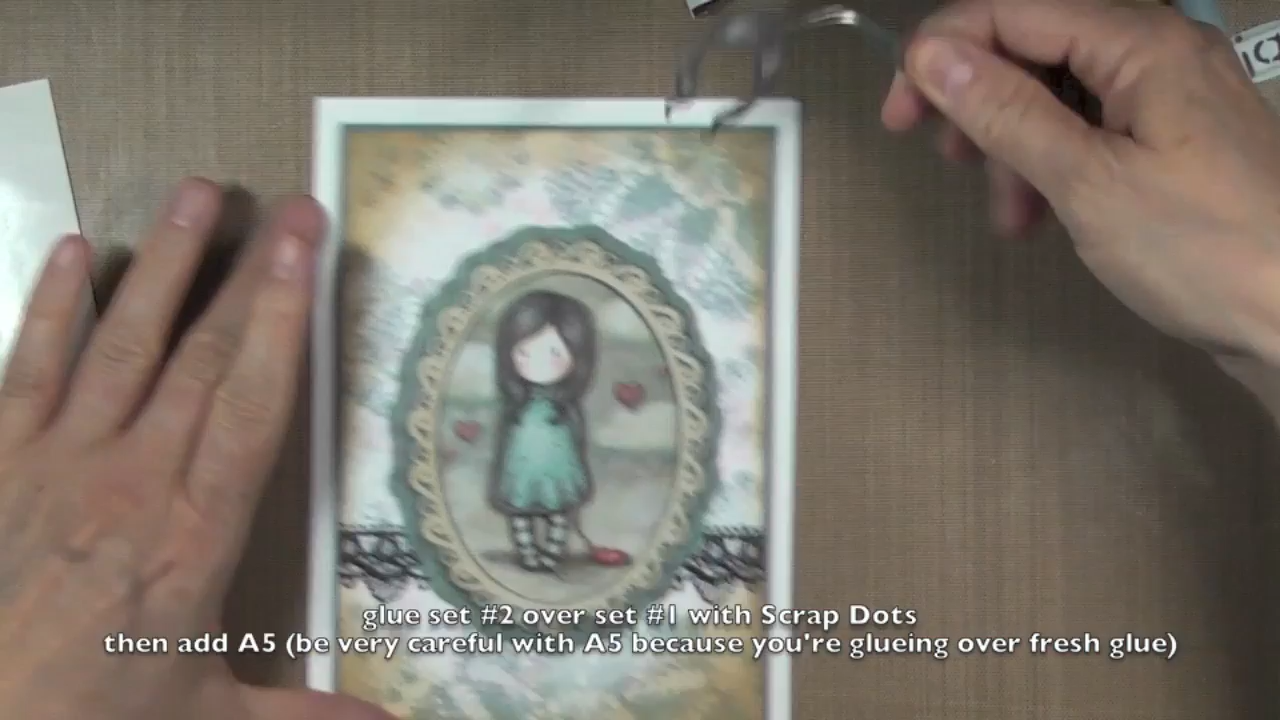 glue set #2 over set #1 with Scrap Dots
then add A5 (be very careful with A5 because you're glueing over fresh glue)